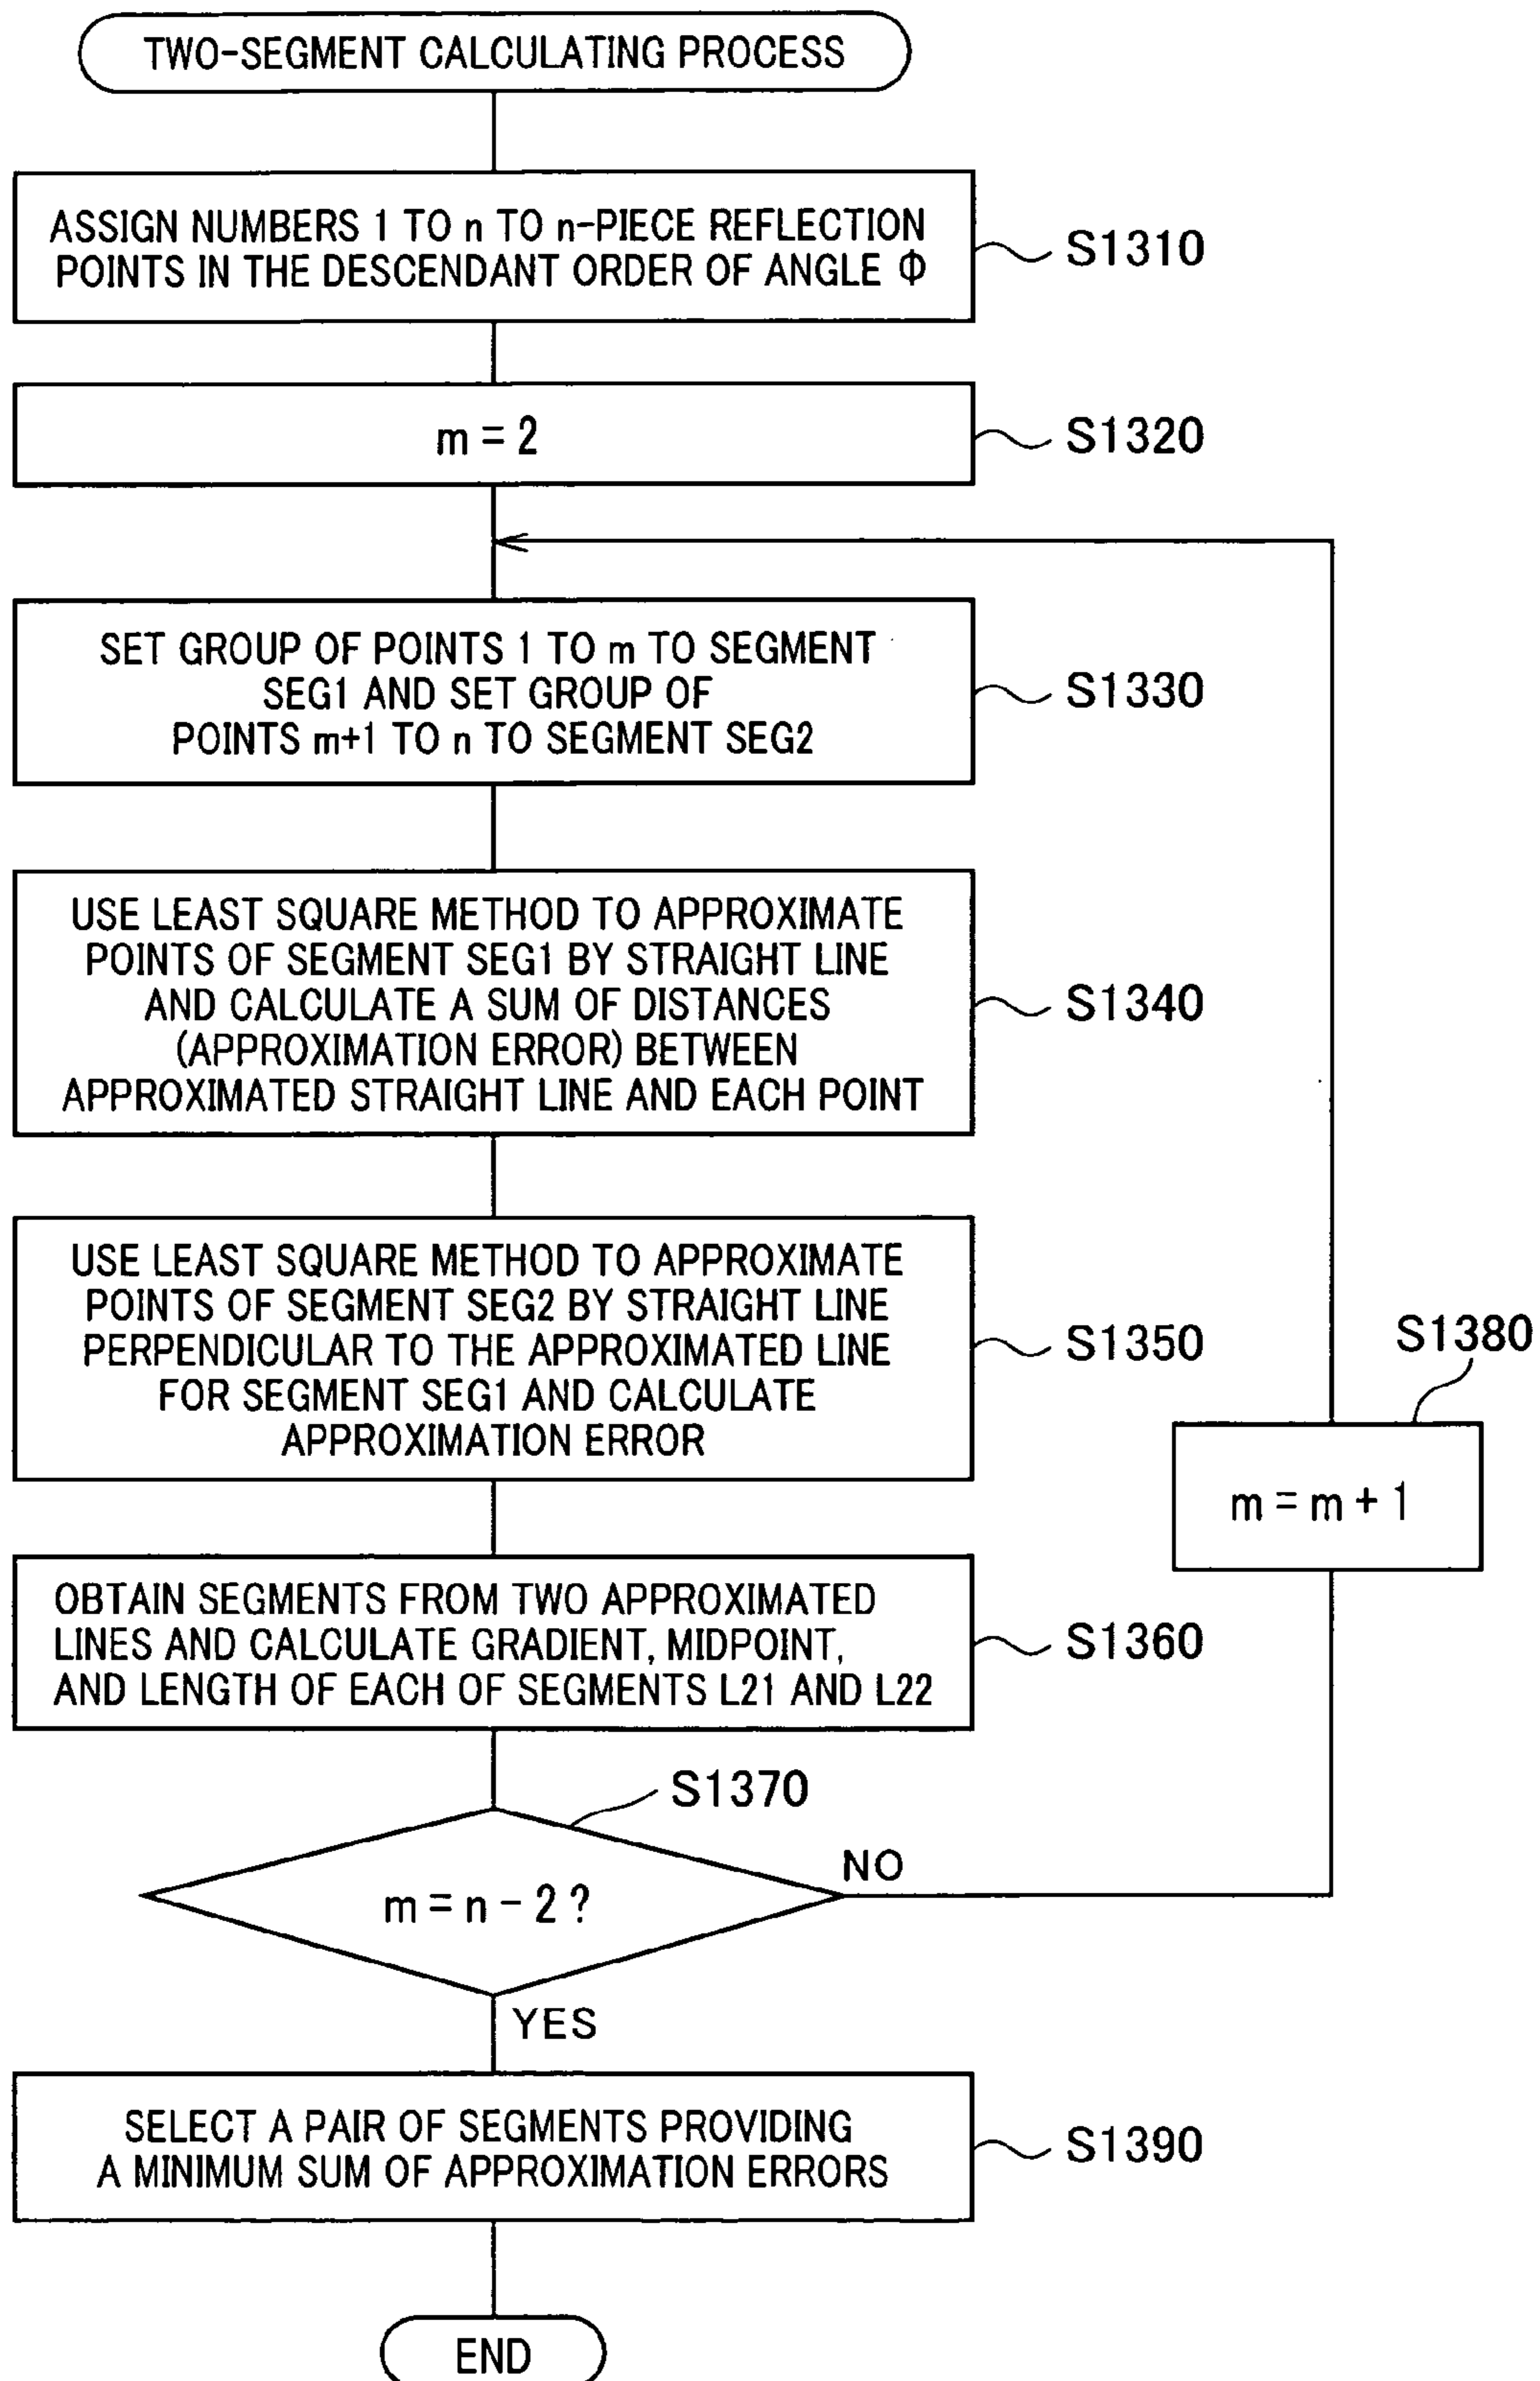 TWO-SEGMENT CALCULATING PROCESS
ASSIGN NUMBERS 1 TO n TO n-PIECE REFLECTION
POINTS IN THE DESCENDANT ORDER OF ANGLE Φ
S1310
m = 2
S1320
SET GROUP OF POINTS 1 TO m TO SEGMENT
SEG1 AND SET GROUP OF
POINTS m+1 TO n TO SEGMENT SEG2
S1330
USE LEAST SQUARE METHOD TO APPROXIMATE
POINTS OF SEGMENT SEG1 BY STRAIGHT LINE
AND CALCULATE A SUM OF DISTANCES
(APPROXIMATION ERROR) BETWEEN
APPROXIMATED STRAIGHT LINE AND EACH POINT
S1340
USE LEAST SQUARE METHOD TO APPROXIMATE
POINTS OF SEGMENT SEG2 BY STRAIGHT LINE
PERPENDICULAR TO THE APPROXIMATED LINE
FOR SEGMENT SEG1 AND CALCULATE
APPROXIMATION ERROR
S1350
S1380
m = m + 1
OBTAIN SEGMENTS FROM TWO APPROXIMATED
LINES AND CALCULATE GRADIENT, MIDPOINT,
AND LENGTH OF EACH OF SEGMENTS L21 AND L22
S1360
S1370
m = n - 2 ?
NO
YES
SELECT A PAIR OF SEGMENTS PROVIDING
A MINIMUM SUM OF APPROXIMATION ERRORS
S1390
END